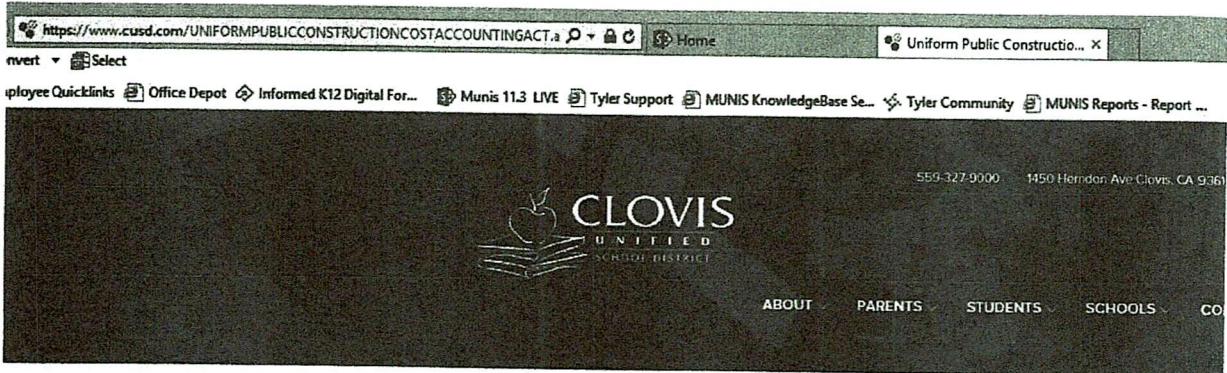 https://www.cusd.com/UNIFORMPUBLICCONSTRUCTIONCOSTACCOUNTINGACT.a Home Uniform Public Constructio... ×
nvert Select
ployee Quicklinks Office Depot Informed K12 Digital For... Munis 11.3 LIVE Tyler Support MUNIS KnowledgeBase Se... Tyler Community MUNIS Reports - Report ...
559-327-9000 1450 Herndon Ave Clovis, CA 9361
CLOVIS
UNIFIED
SCHOOL DISTRICT
ABOUT PARENTS STUDENTS SCHOOLS CO